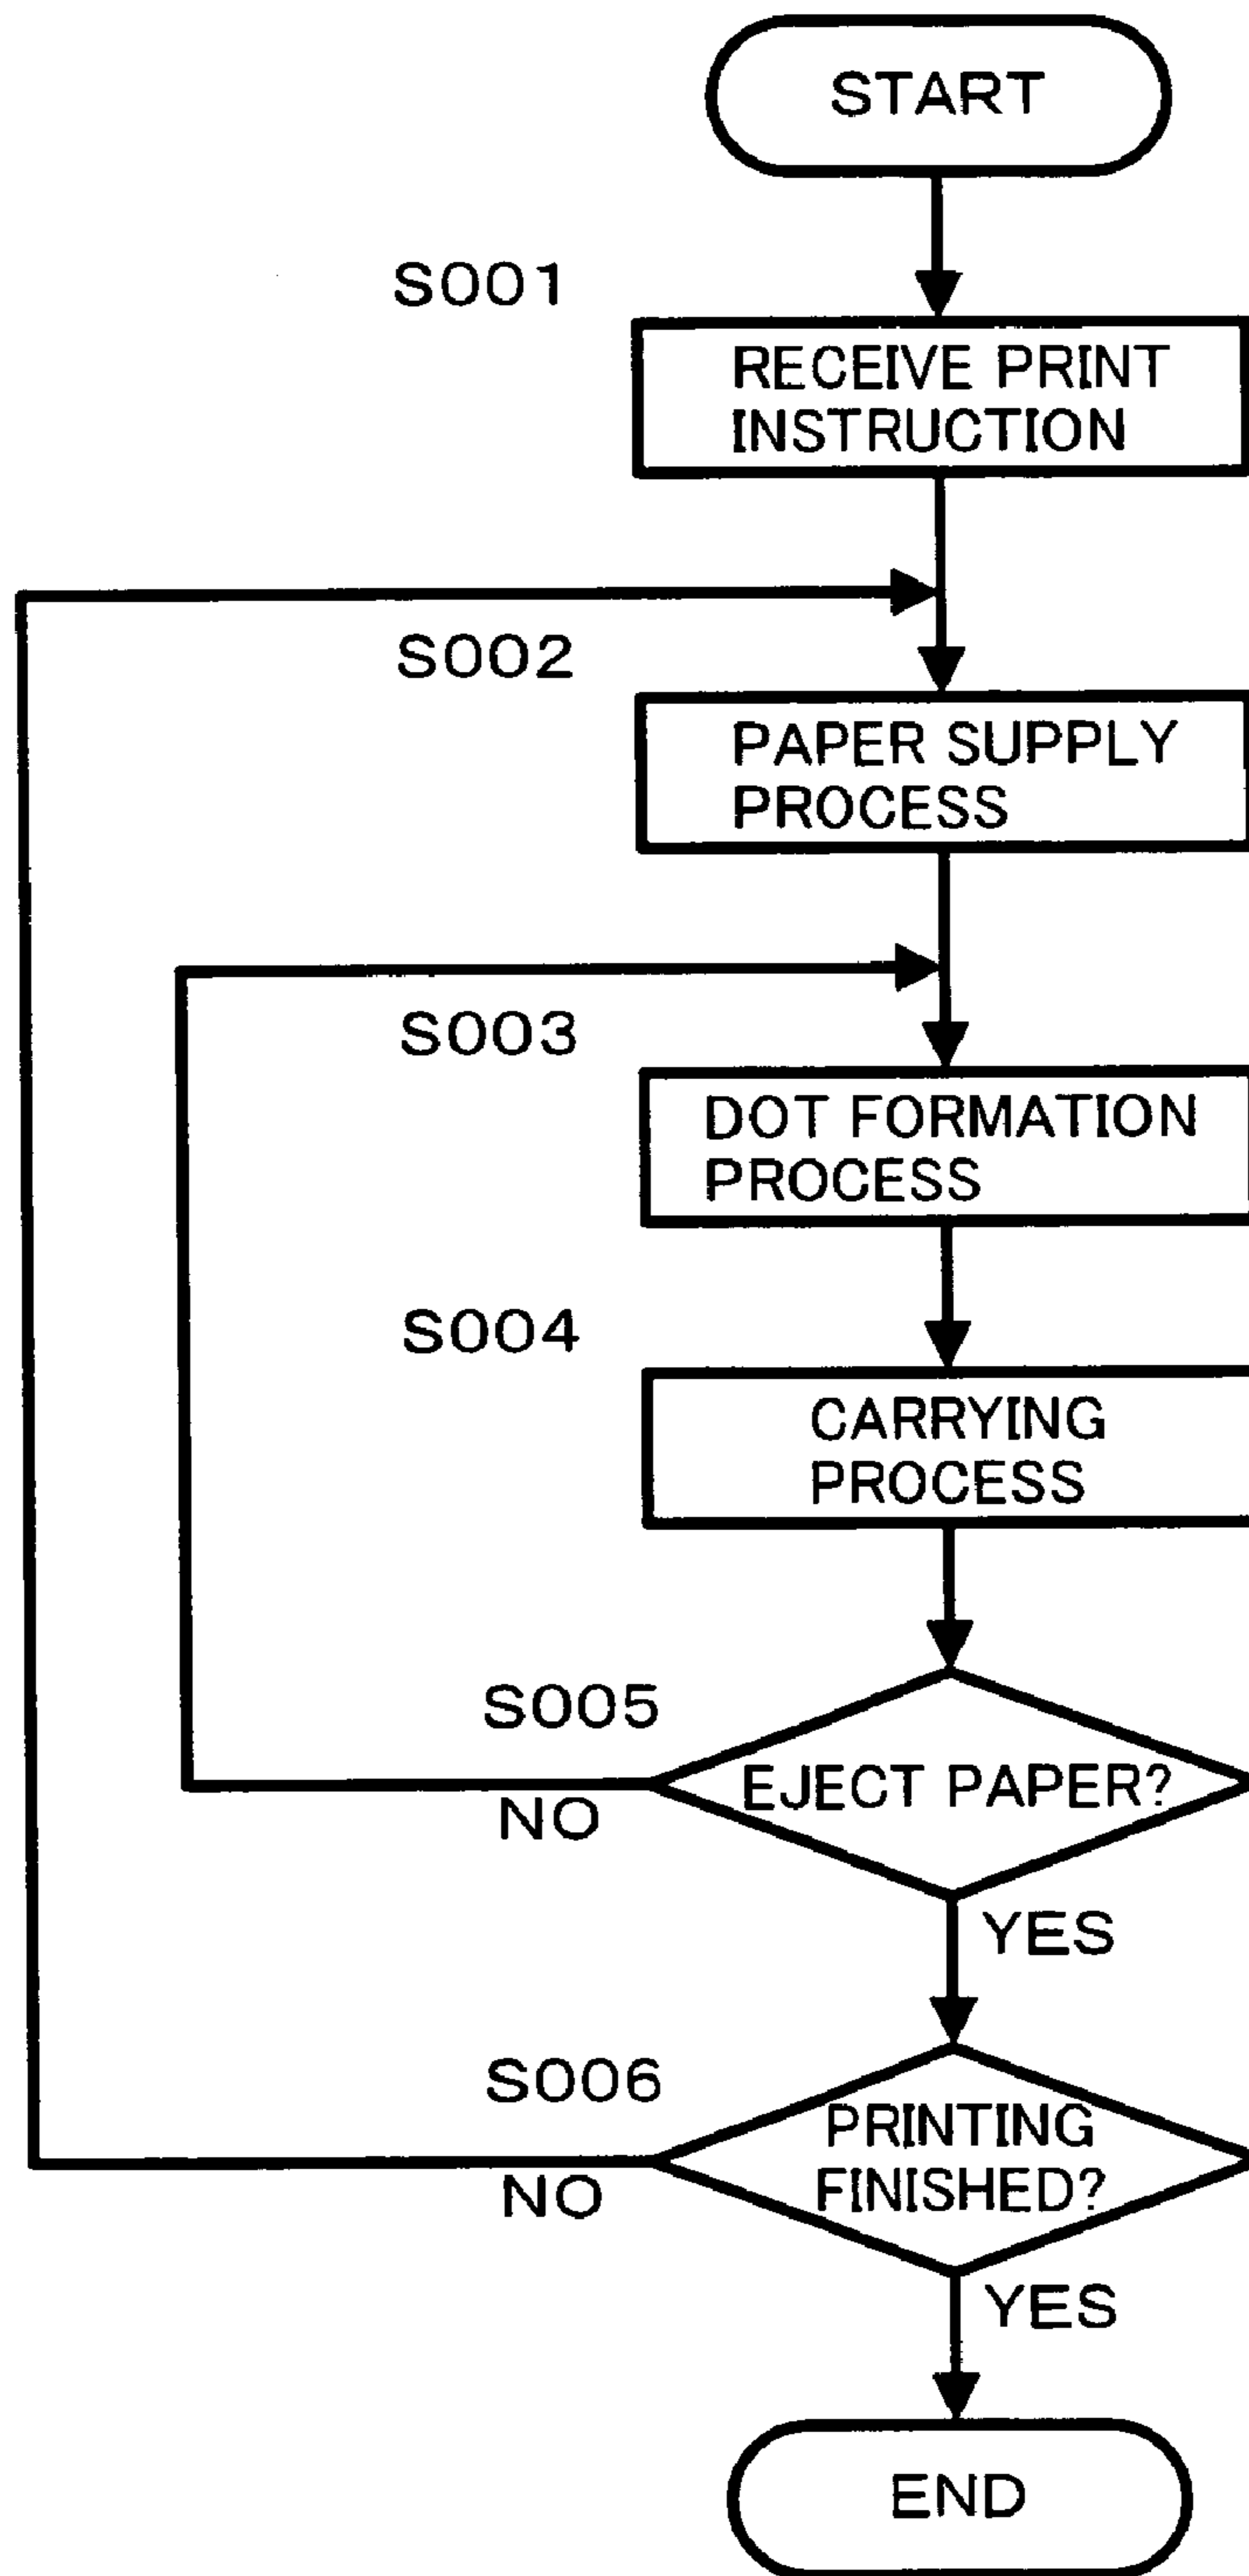 START
S001
RECEIVE PRINT
INSTRUCTION
S002
PAPER SUPPLY
PROCESS
S003
DOT FORMATION
PROCESS
S004
CARRYING
PROCESS
S005
EJECT PAPER?
NO
YES
S006
PRINTING
FINISHED?
NO
YES
END